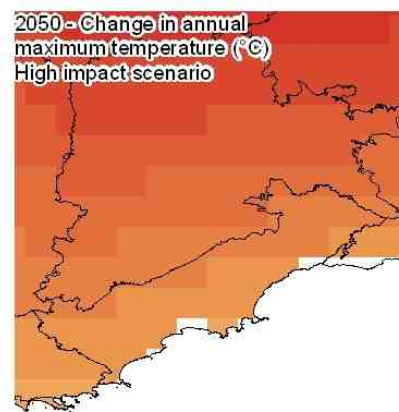 2050 - Change in annual
maximum temperature (°C)
High impact scenario